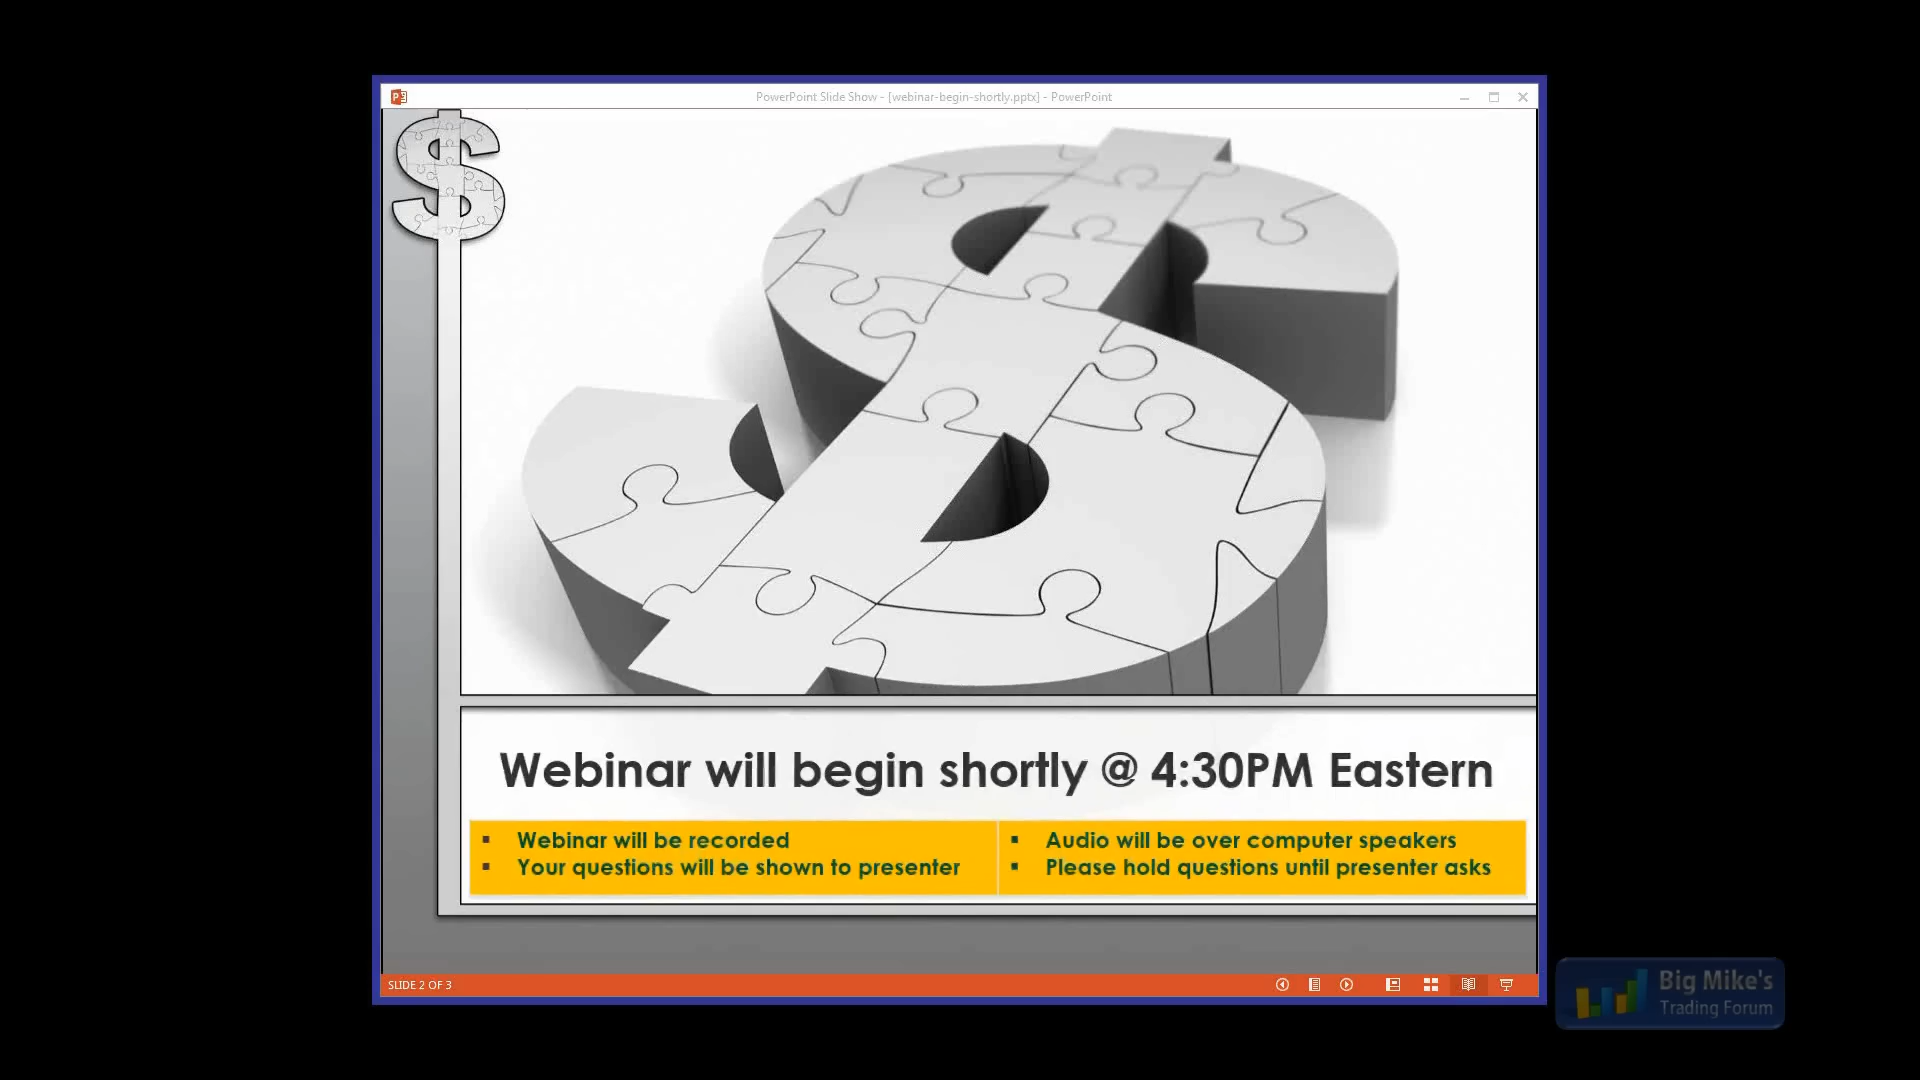 PowerPoint Slide Show - [webinar-begin-shortly.pptx] - PowerPoint
Webinar will begin shortly @ 4:30PM Eastern
▪ Webinar will be recorded
▪ Your questions will be shown to presenter
▪ Audio will be over computer speakers
▪ Please hold questions until presenter asks
SLIDE 2 OF 3
Big Mike's
Trading Forum